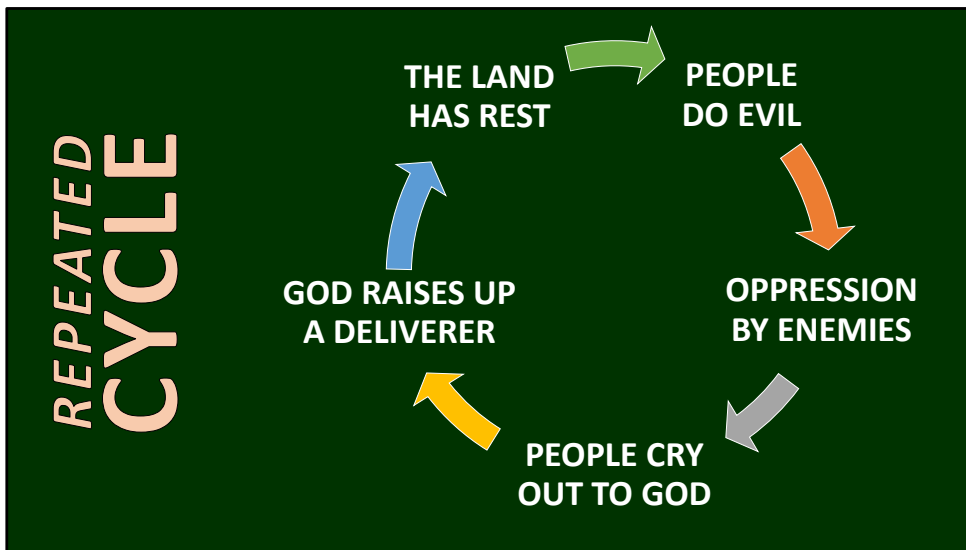 REPEATED
CYCLE
THE LAND
HAS REST
PEOPLE
DO EVIL
OPPRESSION
BY ENEMIES
PEOPLE CRY
OUT TO GOD
GOD RAISES UP
A DELIVERER